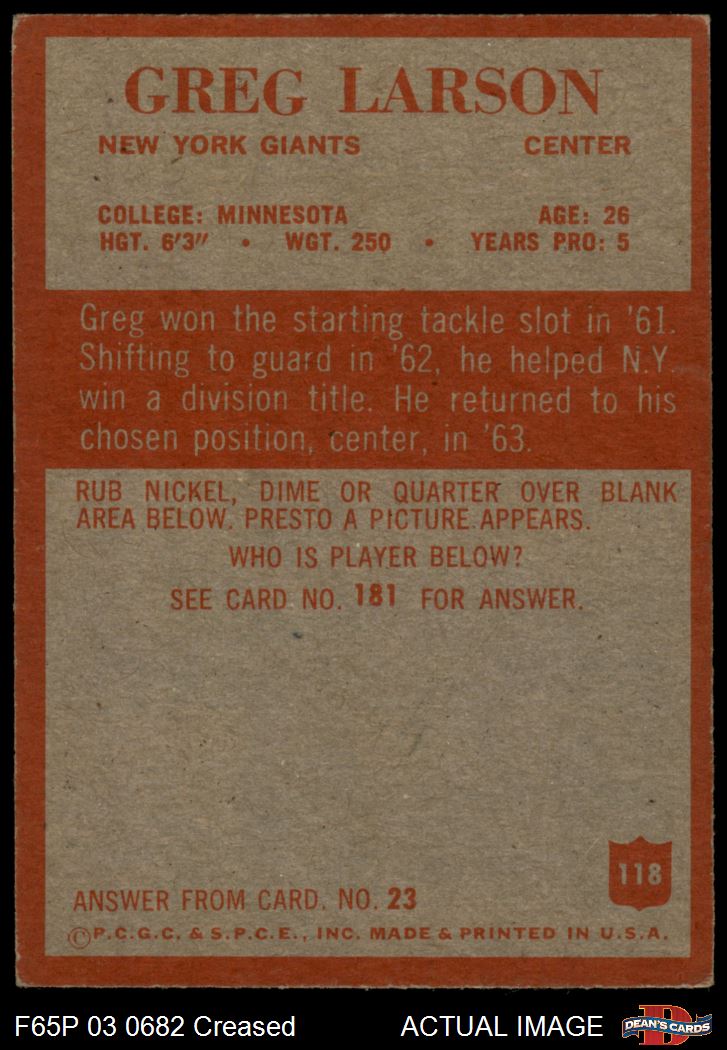 GREG LARSON
NEW YORK GIANTS CENTER
COLLEGE: MINNESOTA AGE: 26
HGT. 6'3" • WGT. 250 • YEARS PRO: 5
Greg won the starting tackle slot in '61.
Shifting to guard in '62, he helped N.Y.
win a division title. He returned to his
chosen position, center, in '63.
RUB NICKEL, DIME OR QUARTER OVER BLANK
AREA BELOW. PRESTO A PICTURE APPEARS.
WHO IS PLAYER BELOW?
SEE CARD NO. 181 FOR ANSWER.
118
ANSWER FROM CARD. NO. 23
©P.C.G.C. & S.P.C.E., INC. MADE & PRINTED IN U.S.A.
F65P 03 0682 Creased ACTUAL IMAGE
D
DEAN'S CARDS